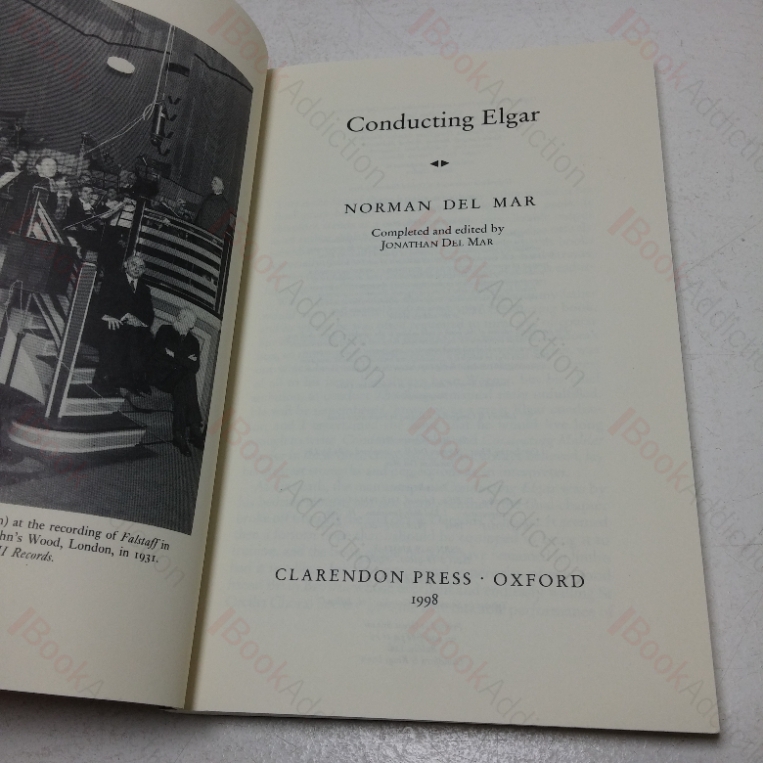 ) at the recording of Falstaff in
hn's Wood, London, in 1931.
I Records.
Conducting Elgar
NORMAN DEL MAR
Completed and edited by
JONATHAN DEL MAR
CLARENDON PRESS · OXFORD
1998
BookAddiction